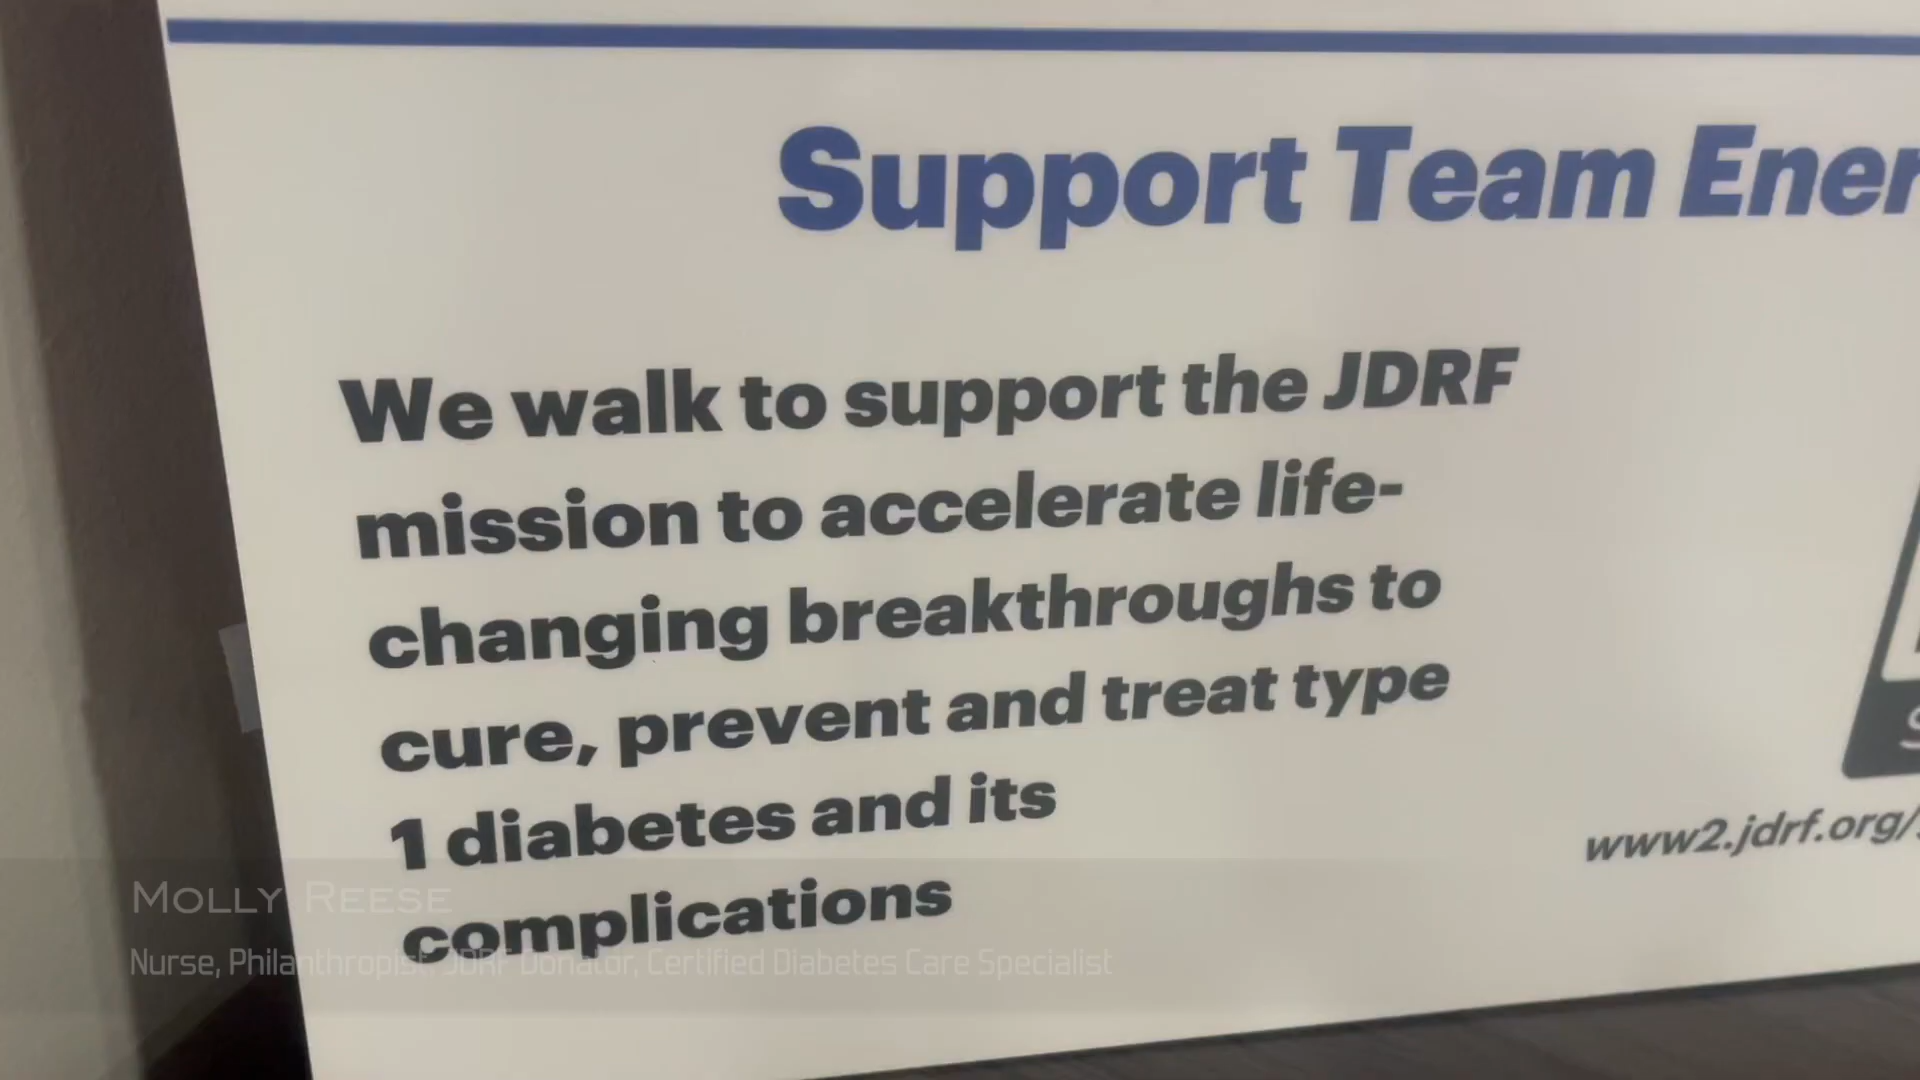 Support Team Ener
We walk to support the JDRF
mission to accelerate life-
changing breakthroughs to
cure, prevent and treat type
1 diabetes and its
complications
www2.jdrf.org/
MOLLY REESE
Nurse, Philanthropist, JDRF Donator, Certified Diabetes Care Specialist